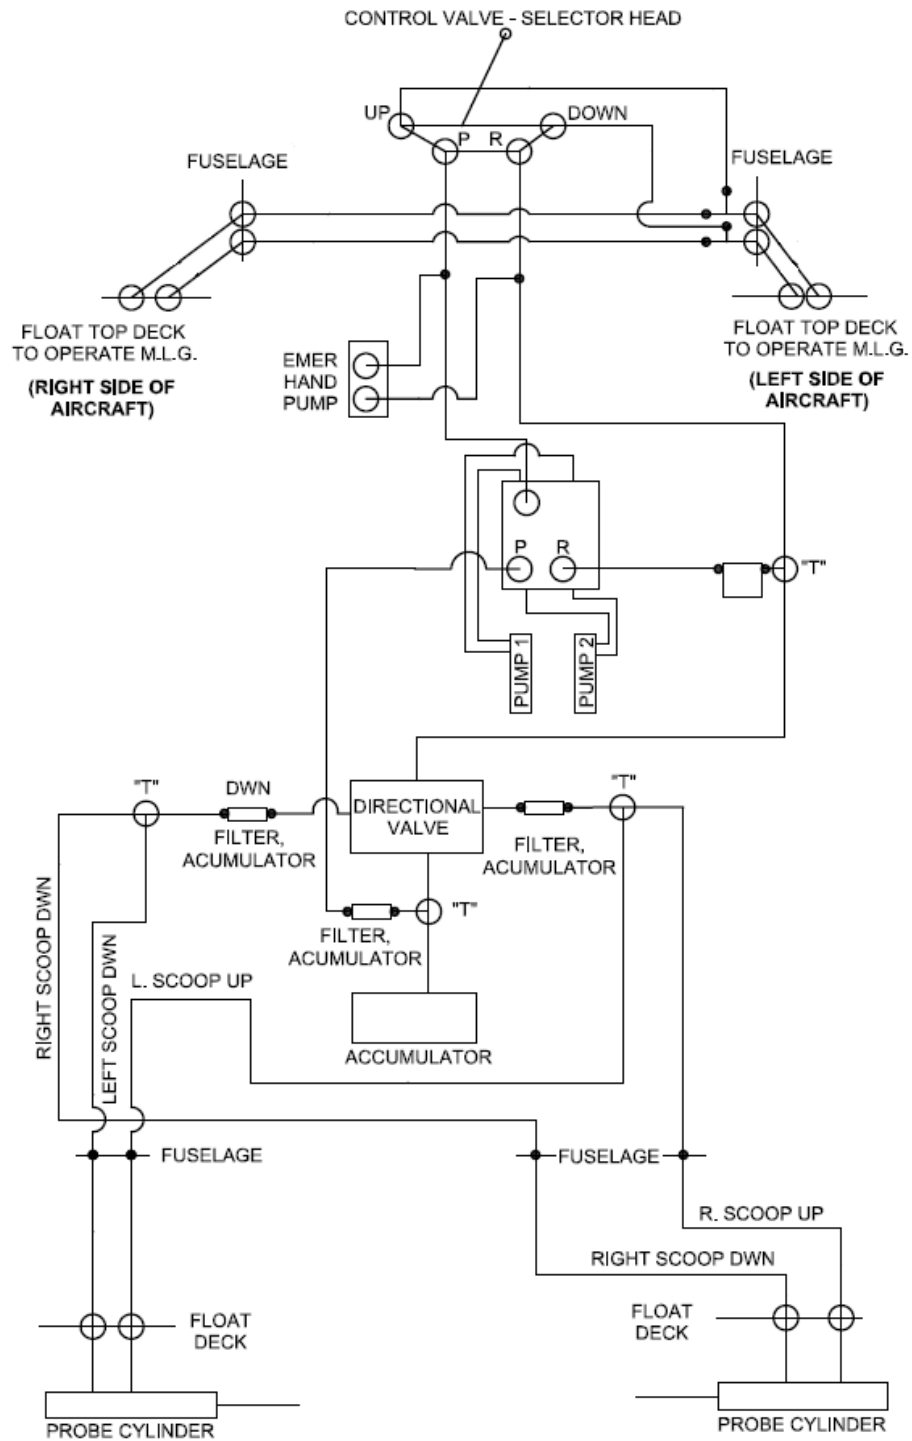 CONTROL VALVE - SELECTOR HEAD
UP
DOWN
P
R
FUSELAGE
FUSELAGE
FLOAT TOP DECK
TO OPERATE M.L.G.
(RIGHT SIDE OF
AIRCRAFT)
FLOAT TOP DECK
TO OPERATE M.L.G.
(LEFT SIDE OF
AIRCRAFT)
EMER
HAND
PUMP
P
R
"T"
PUMP 1
PUMP 2
"T"
DWN
FILTER,
ACUMULATOR
DIRECTIONAL
VALVE
"T"
FILTER,
ACUMULATOR
"T"
FILTER,
ACUMULATOR
RIGHT SCOOP DWN
LEFT SCOOP DWN
L. SCOOP UP
ACCUMULATOR
FUSELAGE
FUSELAGE
R. SCOOP UP
RIGHT SCOOP DWN
FLOAT
DECK
FLOAT
DECK
PROBE CYLINDER
PROBE CYLINDER